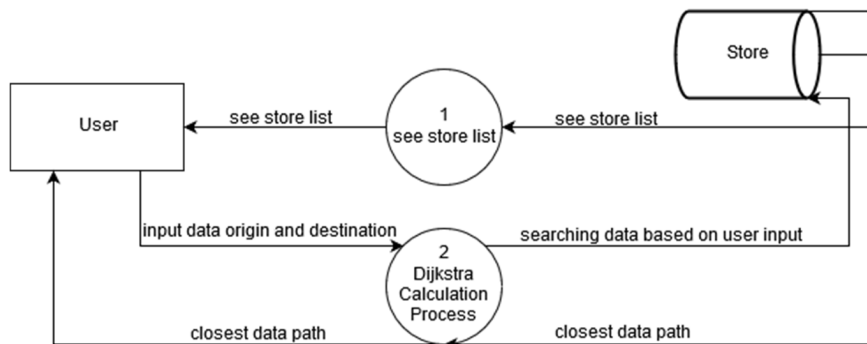 Store
User
see store list
1
see store list
see store list
input data origin and destination
searching data based on user input
2
Dijkstra
Calculation
Process
closest data path
closest data path